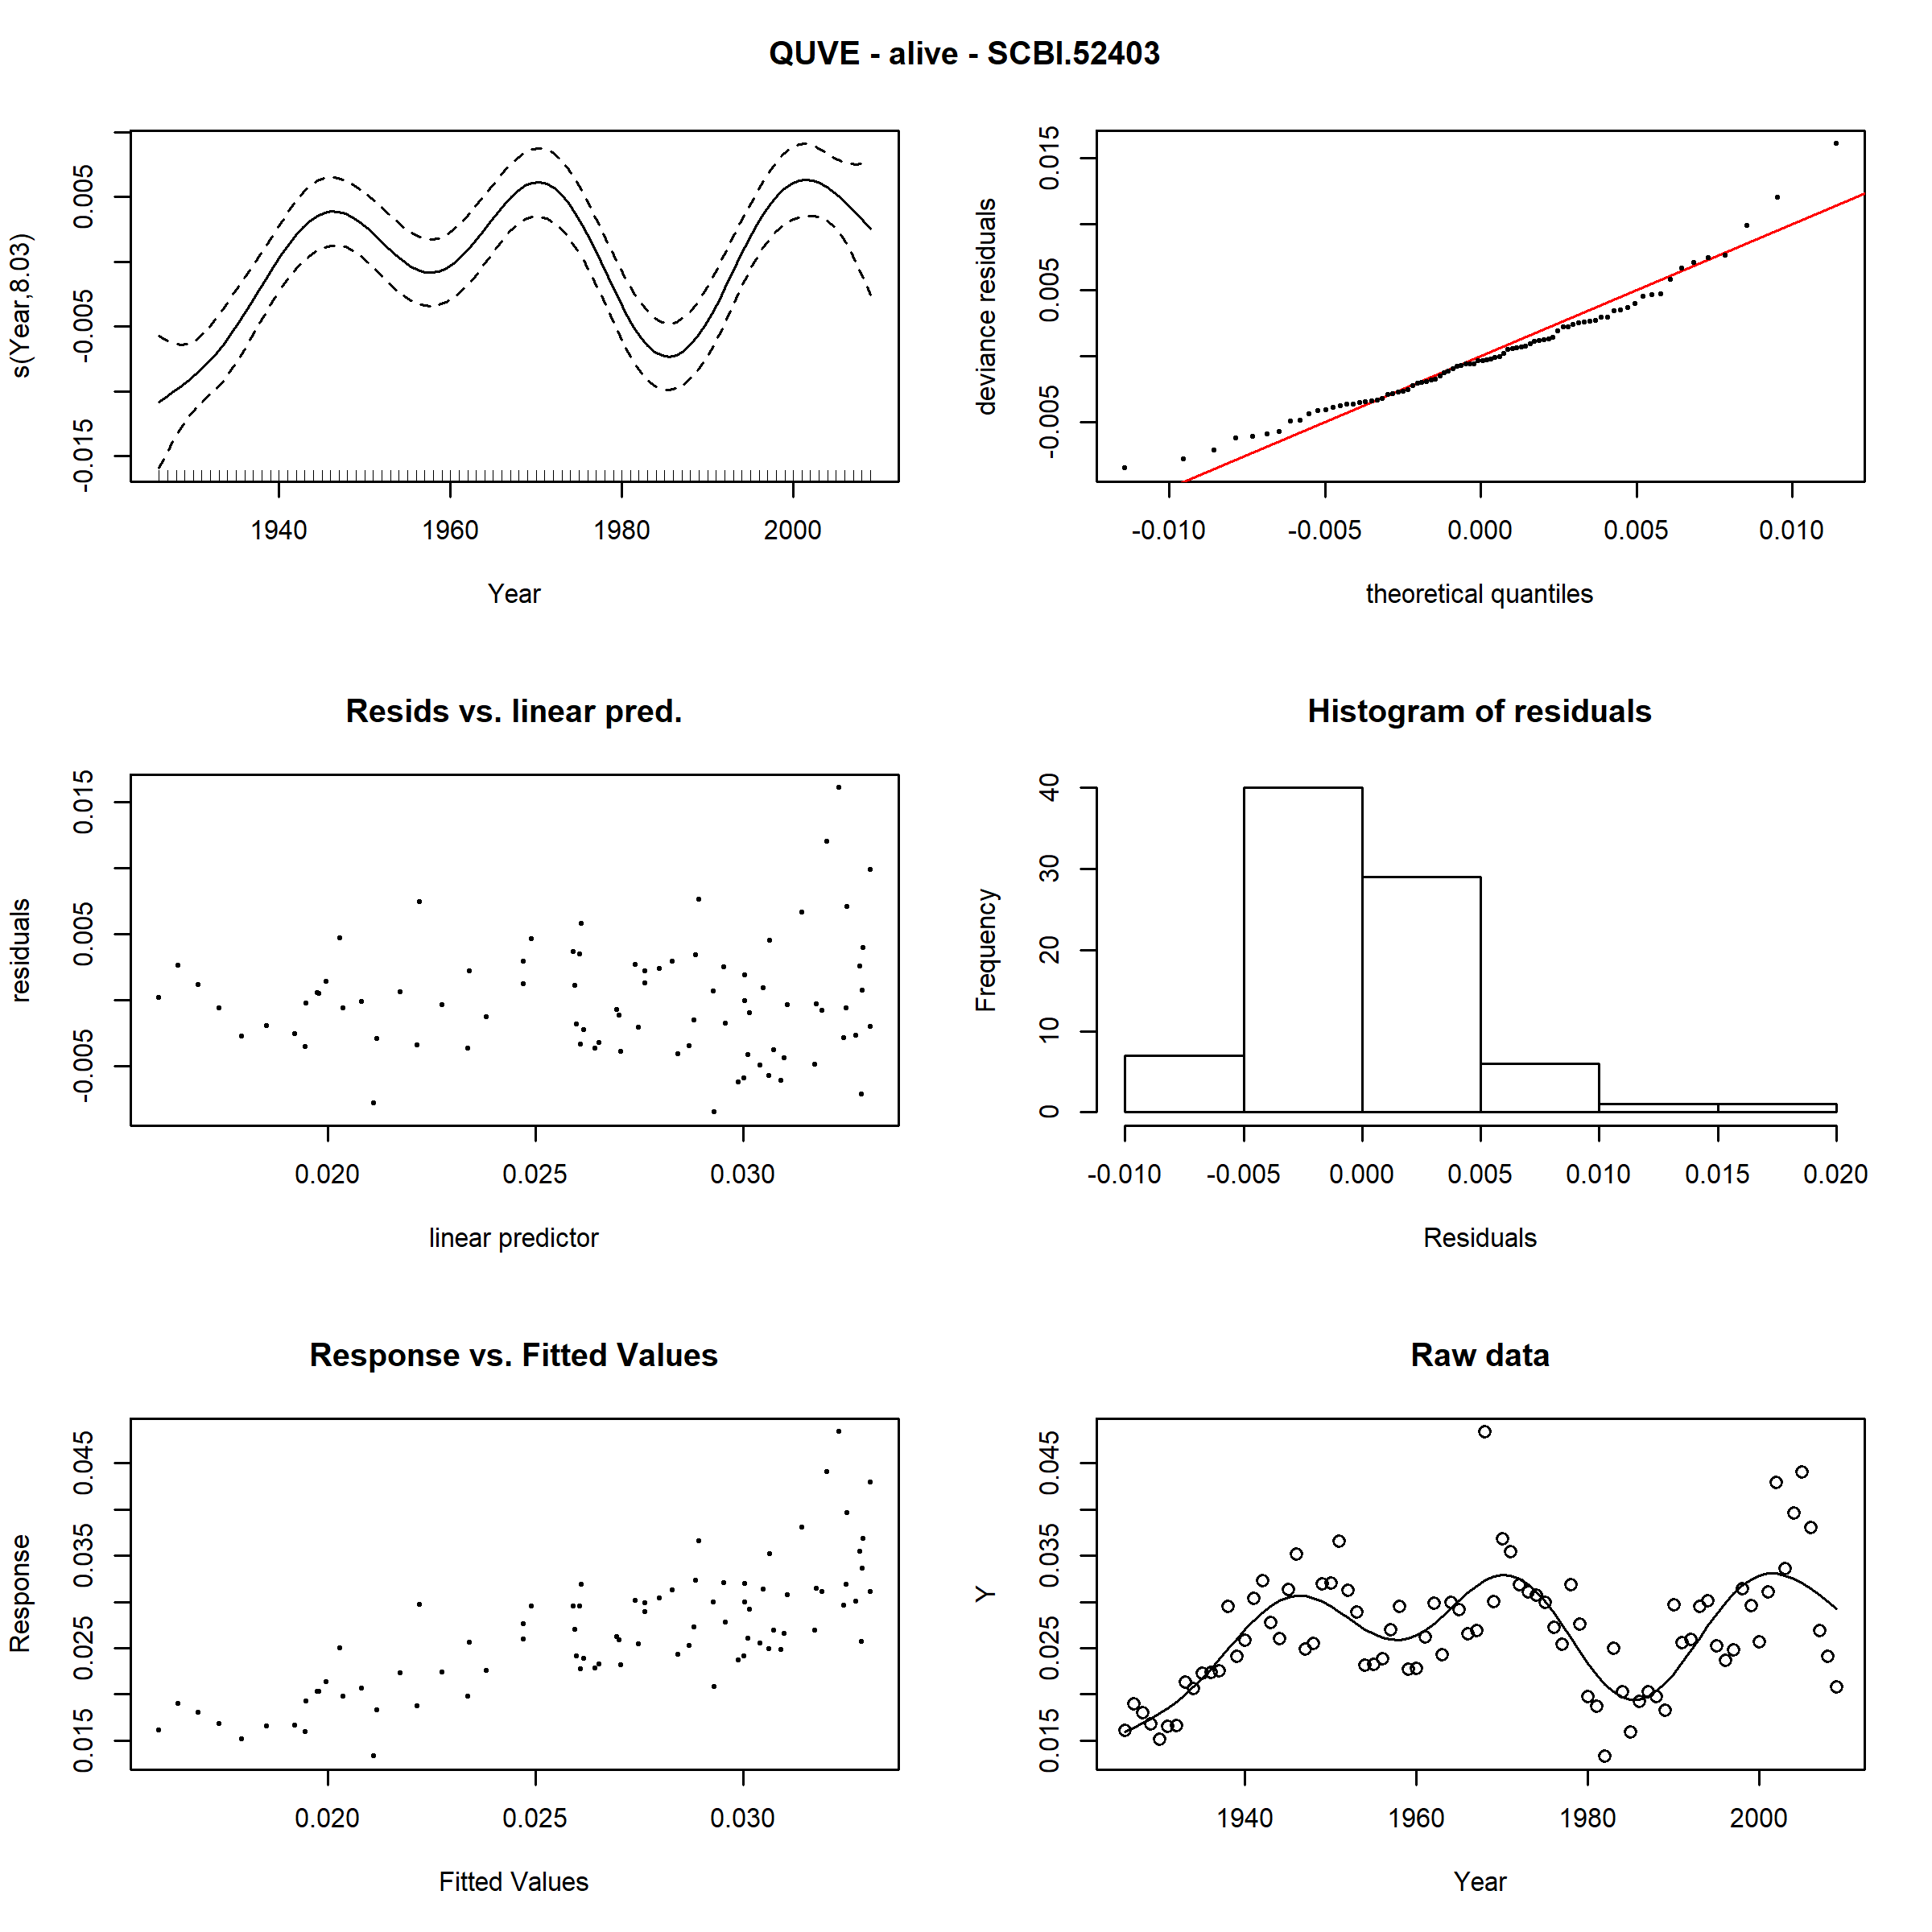 QUVE - alive - SCBI.52403
s(Year,8.03)
-0.015 -0.005 0.005
1940 1960 1980 2000
Year
deviance residuals
-0.005 0.005 0.015
-0.010 -0.005 0.000 0.005 0.010
theoretical quantiles
Resids vs. linear pred.
residuals
-0.005 0.005 0.015
0.020 0.025 0.030
linear predictor
Histogram of residuals
Frequency
0 10 20 30 40
-0.010 -0.005 0.000 0.005 0.010 0.015 0.020
Residuals
Response vs. Fitted Values
Response
0.015 0.025 0.035 0.045
0.020 0.025 0.030
Fitted Values
Raw data
Y
0.015 0.025 0.035 0.045
1940 1960 1980 2000
Year